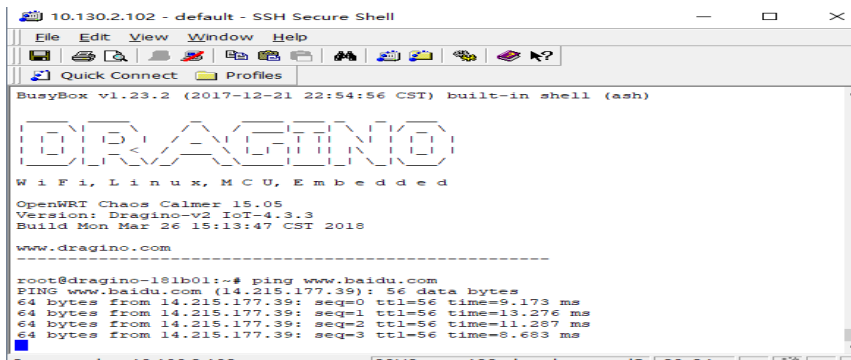 10.130.2.102 - default - SSH Secure Shell
File Edit View Window Help
Quick Connect Profiles
BusyBox v1.23.2 (2017-12-21 22:54:56 CST) built-in shell (ash)
DRAGINO
W i F i, L i n u x, M C U, E m b e d d e d
OpenWRT Chaos Calmer 15.05
Version: Dragino-v2 IoT-4.3.3
Build Mon Mar 26 15:13:47 CST 2018
www.dragino.com
----------------------------------------------------
root@dragino-181b01:~# ping www.baidu.com
PING www.baidu.com (14.215.177.39): 56 data bytes
64 bytes from 14.215.177.39: seq=0 ttl=56 time=9.173 ms
64 bytes from 14.215.177.39: seq=1 ttl=56 time=13.276 ms
64 bytes from 14.215.177.39: seq=2 ttl=56 time=11.287 ms
64 bytes from 14.215.177.39: seq=3 ttl=56 time=8.683 ms